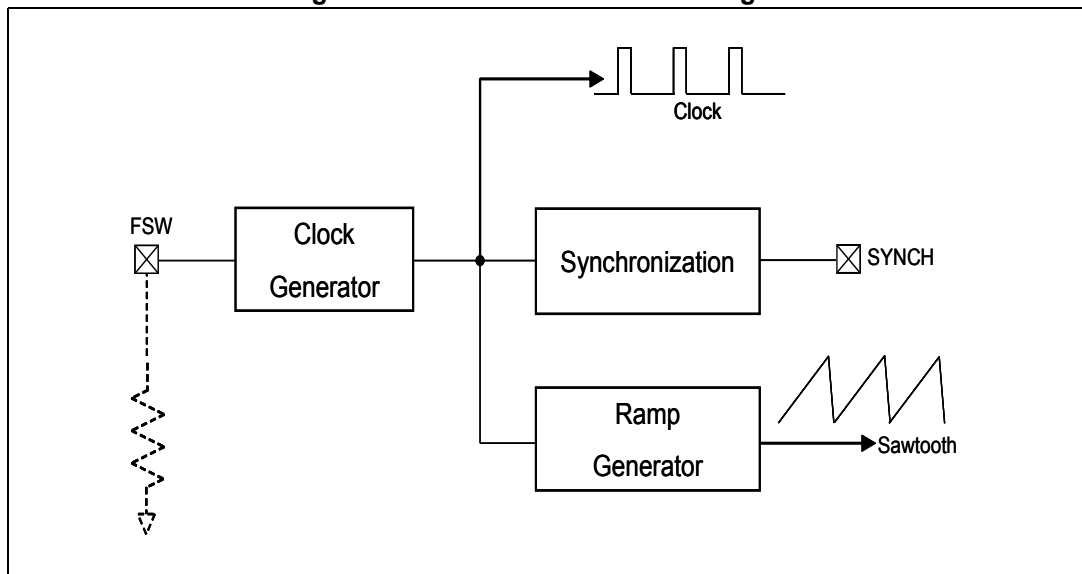 Clock
FSW
Clock
Generator
Synchronization
SYNCH
Ramp
Generator
Sawtooth